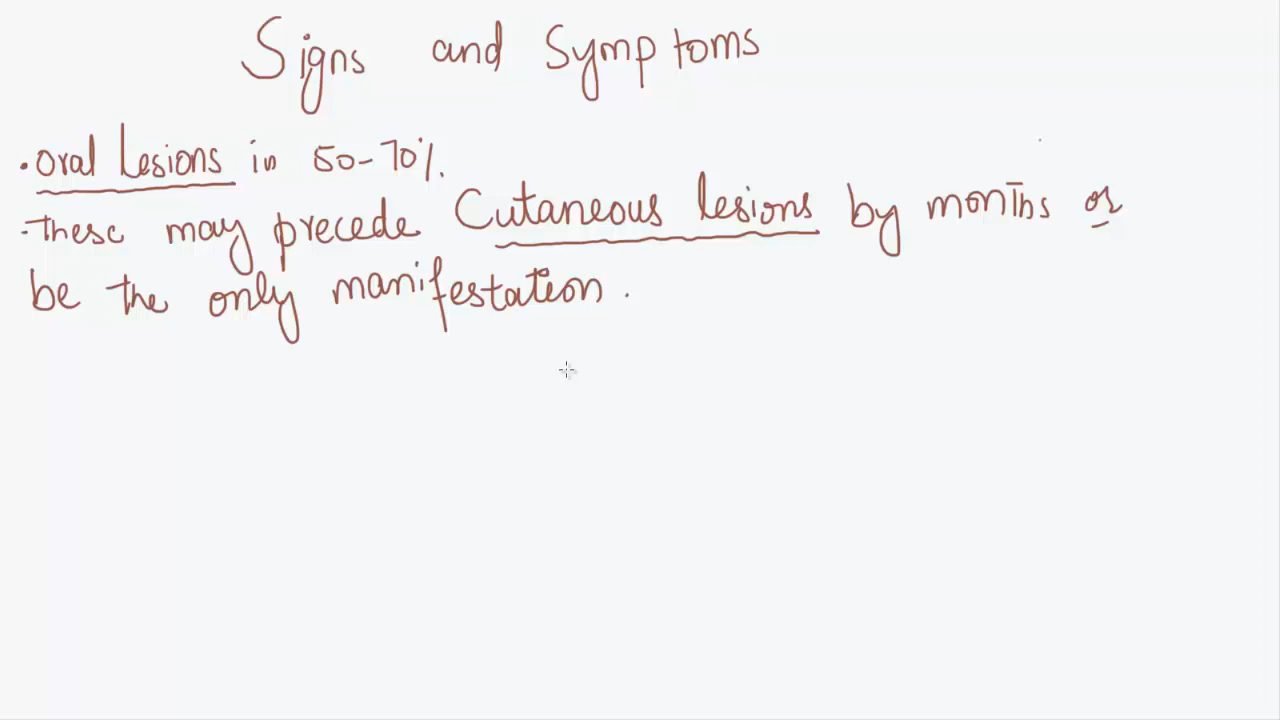 Signs and Symptoms
• oral Lesions in 50-70%.
- These may precede Cutaneous lesions by months or
be the only manifestation.